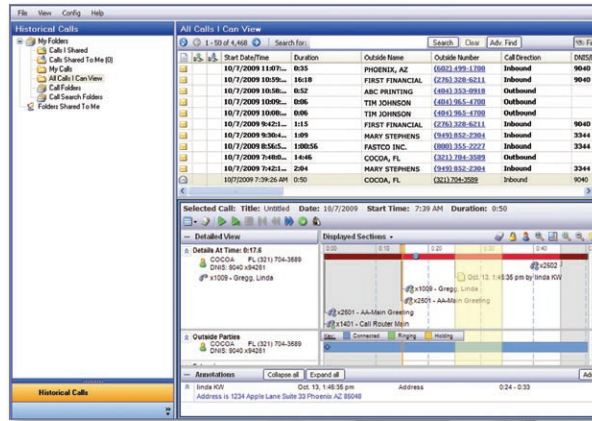 File View Config Help
Historical Calls
My Folders
Calls I Shared
Calls Shared To Me (0)
My Calls
All Calls I Can View
Call Folders
Call Search Folders
Folders Shared To Me
Historical Calls
All Calls I Can View
1 - 50 of 4,468 Search for: Search Clear Adv. Find
Start Date/Time Duration Outside Name Outside Number Call Direction DNIS/
10/7/2009 11:07:... 0:35 PHOENIX, AZ (602) 499-1700 Inbound 9040
10/7/2009 10:59:... 16:18 FIRST FINANCIAL (276) 328-6211 Inbound 9040
10/7/2009 10:50:... 0:52 ABC PRINTING (404) 353-0918 Outbound
10/7/2009 10:09:... 0:06 TIM JOHNSON (404) 965-4700 Outbound
10/7/2009 10:08:... 0:06 TIM JOHNSON (404) 965-4700 Outbound
10/7/2009 9:42:1... 1:15 FIRST FINANCIAL (276) 328-6211 Inbound 9040
10/7/2009 9:30:4... 1:09 MARY STEPHENS (949) 852-2304 Inbound 3344
10/7/2009 8:56:5... 1:00:56 FASTCO INC. (800) 355-2227 Inbound 3344
10/7/2009 7:48:0... 14:46 COCOA, FL (321) 704-3589 Outbound
10/7/2009 7:42:1... 2:04 MARY STEPHENS (949) 852-2304 Inbound 3344
10/7/2009 7:39:26 AM 0:50 COCOA, FL (321) 704-3589 Inbound 9040
Selected Call: Title: Untitled Date: 10/7/2009 Start Time: 7:39 AM Duration: 0:50
Detailed View Displayed Sections
Details At Time: 0:17.6 0:00 0:10 0:20 0:30 0:40
COCOA FL (321) 704-3589
DNIS: 9040 x94261
x1009 - Gregg, Linda
x2502
Oct. 13, 1:45:35 pm by linda KW
x1009 - Gregg, Linda
x2501 - AA-Main Greeting
x2501 - AA-Main Greeting
x1401 - Call Router Main
Outside Parties
COCOA FL (321) 704-3589
DNIS: 9040 x94261
Key: Connected Ringing Holding
Annotations Collapse all Expand all
linda KW Oct. 13, 1:45:35 pm Address 0:24 - 0:33
Address is 1234 Apple Lane Suite 33 Phoenix AZ 85048